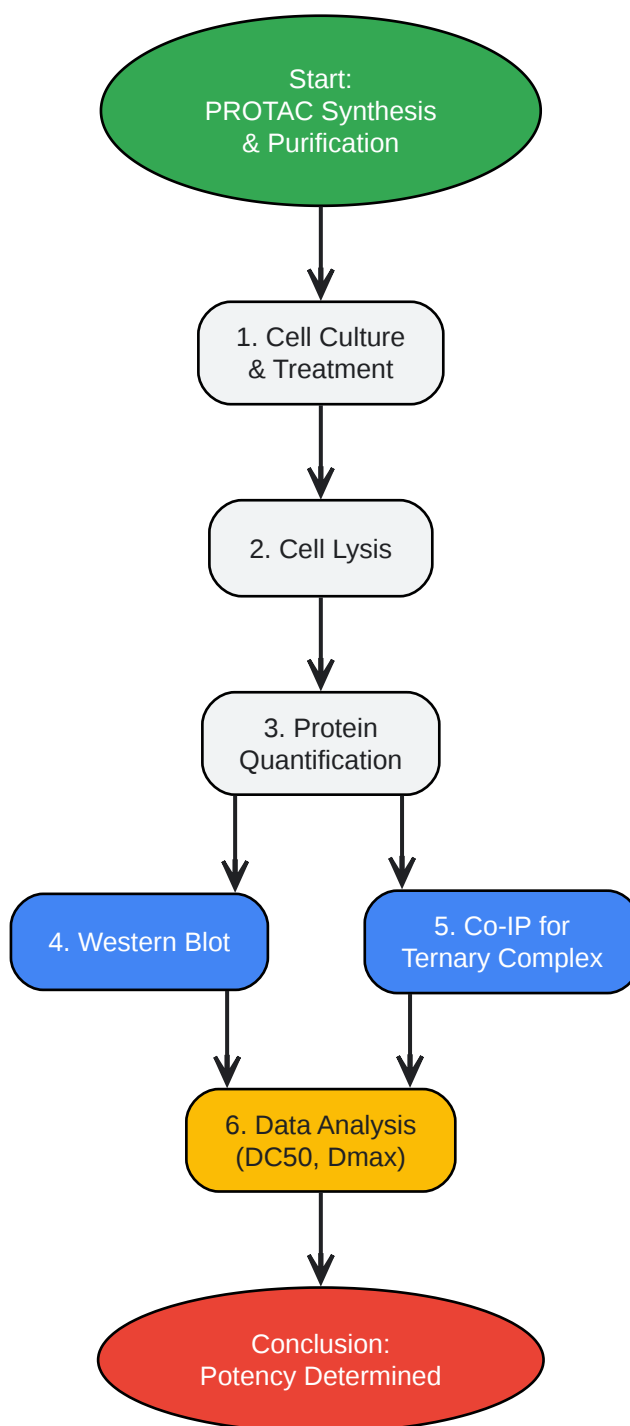 Start:
PROTAC Synthesis
& Purification
1. Cell Culture
& Treatment
2. Cell Lysis
3. Protein
Quantification
4. Western Blot
5. Co-IP for
Ternary Complex
6. Data Analysis
(DC50, Dmax)
Conclusion:
Potency Determined